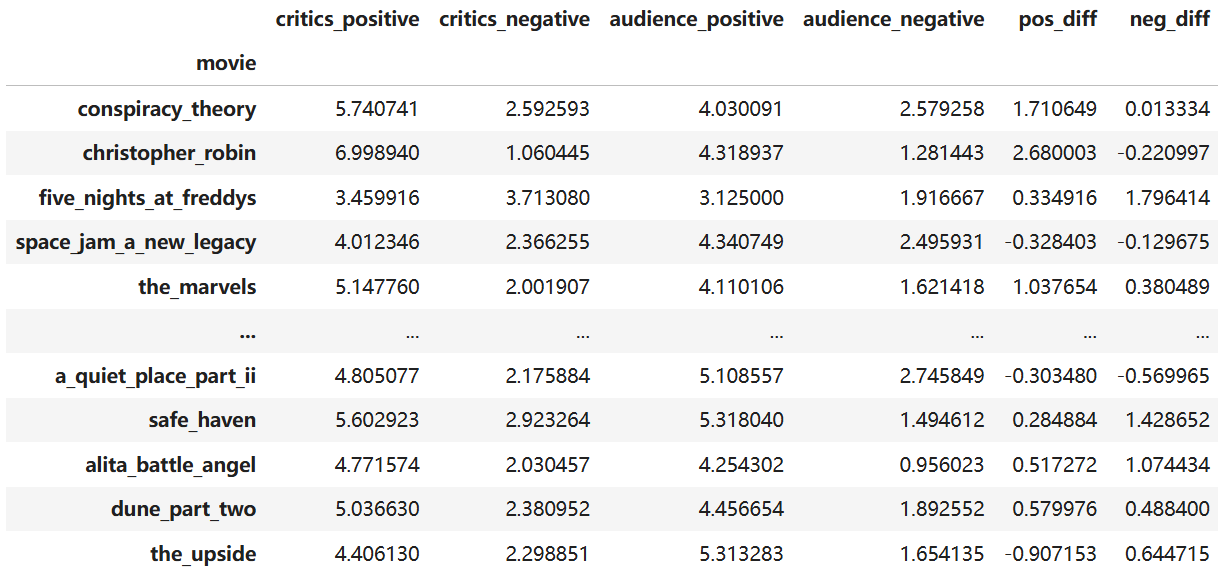 critics_positive critics_negative audience_positive audience_negative pos_diff neg_diff
movie
conspiracy_theory 5.740741 2.592593 4.030091 2.579258 1.710649 0.013334
christopher_robin 6.998940 1.060445 4.318937 1.281443 2.680003 -0.220997
five_nights_at_freddys 3.459916 3.713080 3.125000 1.916667 0.334916 1.796414
space_jam_a_new_legacy 4.012346 2.366255 4.340749 2.495931 -0.328403 -0.129675
the_marvels 5.147760 2.001907 4.110106 1.621418 1.037654 0.380489
... ... ... ... ... ... ...
a_quiet_place_part_ii 4.805077 2.175884 5.108557 2.745849 -0.303480 -0.569965
safe_haven 5.602923 2.923264 5.318040 1.494612 0.284884 1.428652
alita_battle_angel 4.771574 2.030457 4.254302 0.956023 0.517272 1.074434
dune_part_two 5.036630 2.380952 4.456654 1.892552 0.579976 0.488400
the_upside 4.406130 2.298851 5.313283 1.654135 -0.907153 0.644715